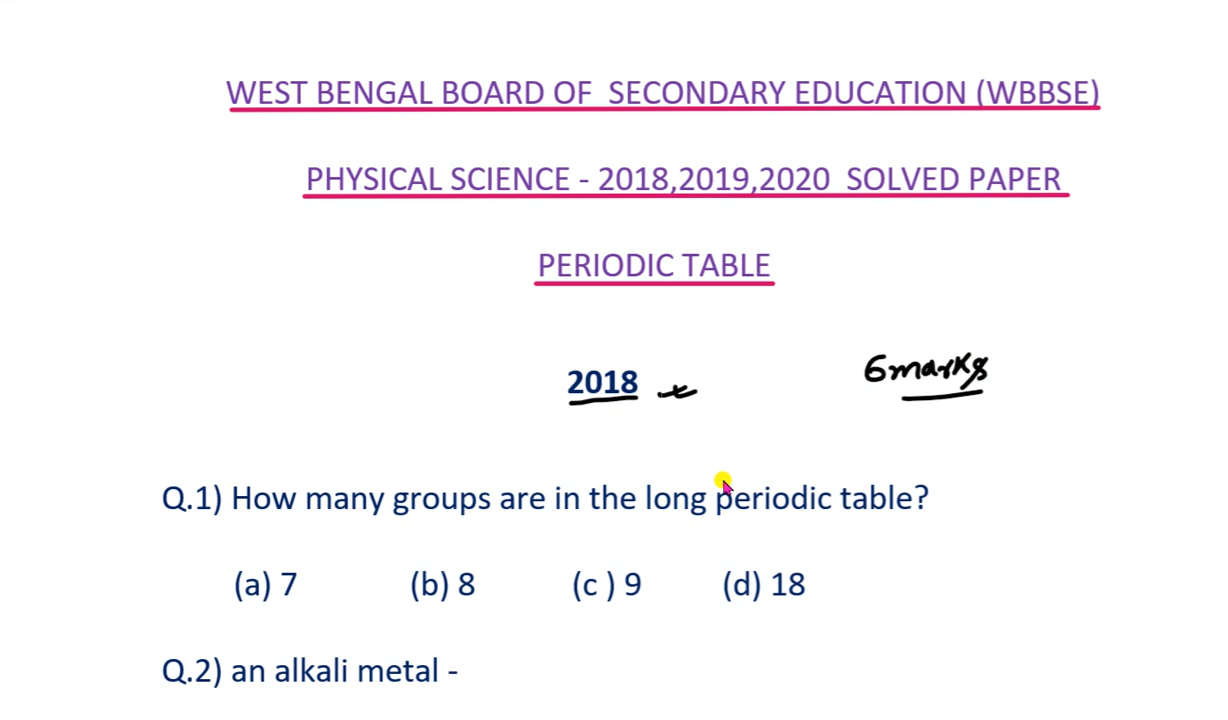 WEST BENGAL BOARD OF SECONDARY EDUCATION (WBBSE)
PHYSICAL SCIENCE - 2018,2019,2020 SOLVED PAPER
PERIODIC TABLE
2018 6marks
Q.1) How many groups are in the long periodic table?
(a) 7 (b) 8 (c ) 9 (d) 18
Q.2) an alkali metal -